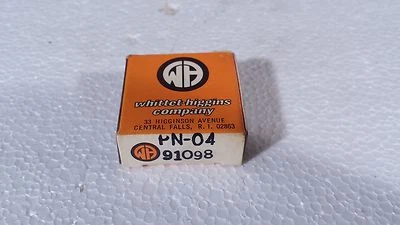 WH
whittet-higgins
company
33 HIGGINSON AVENUE
CENTRAL FALLS, R. I. 02863
PN-04
WH 91098